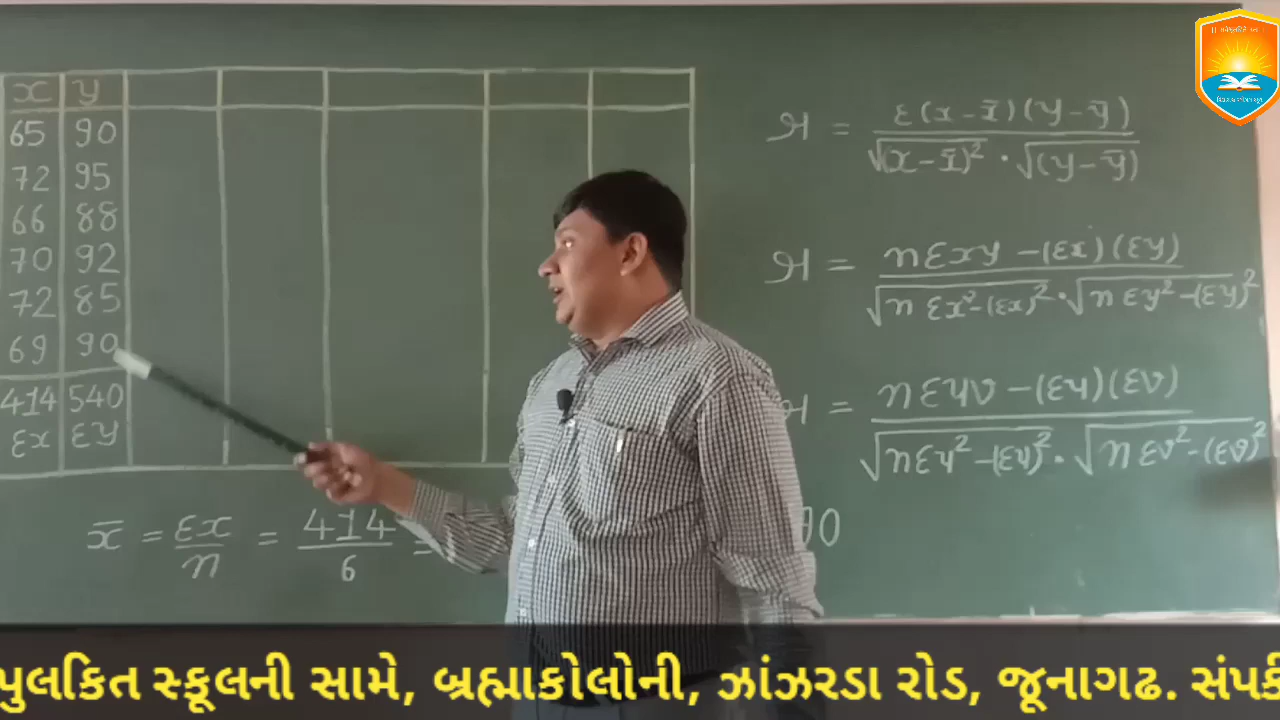 x y
65 90
72 95
66 88
70 92
72 85
69 90
414 540
Σx Σy
x̄ = Σx / n = 414 / 6 =
90
r = Σ(x-x̄)(y-ȳ) / √(x-x̄)² · √(y-ȳ)
r = nΣxy -(Σx)(Σy) / √nΣx²-(Σx)² · √nΣy²-(Σy)²
= nΣuv -(Σu)(Σv) / √nΣu²-(Σu)² · √nΣv²-(Σv)²
પુલકિત સ્કૂલની સામે, બ્રહ્માકોલોની, ઝાંઝરડા રોડ, જૂનાગઢ.